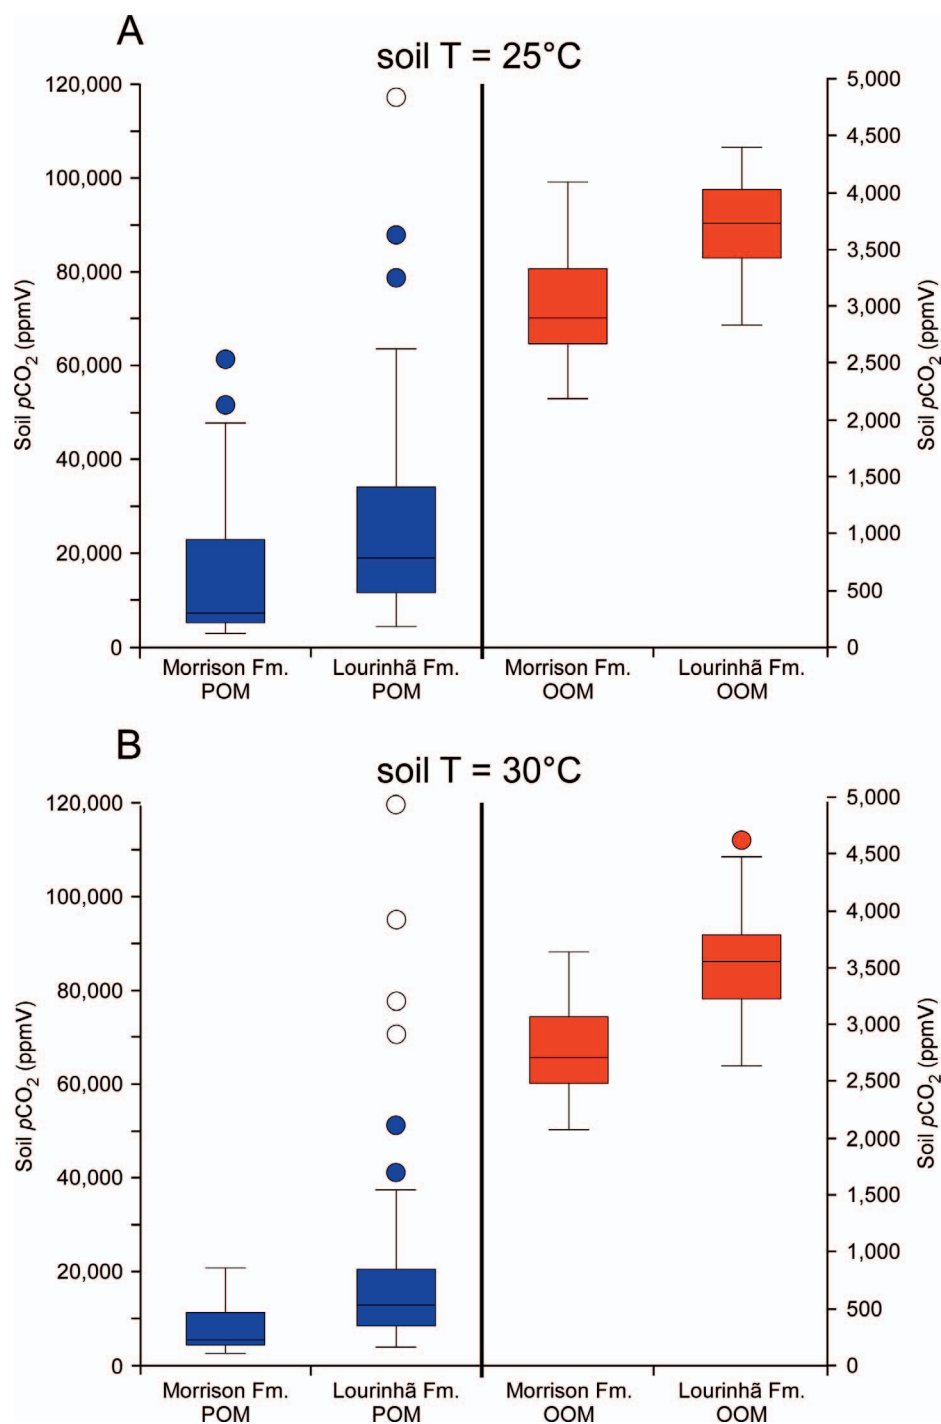 A
soil T = 25°C
120,000
100,000
80,000
60,000
40,000
20,000
0
Soil pCO₂ (ppmV)
5,000
4,500
4,000
3,500
3,000
2,500
2,000
1,500
1,000
500
0
Soil pCO₂ (ppmV)
Morrison Fm.
POM
Lourinhã Fm.
POM
Morrison Fm.
OOM
Lourinhã Fm.
OOM
B
soil T = 30°C
120,000
100,000
80,000
60,000
40,000
20,000
0
Soil pCO₂ (ppmV)
5,000
4,500
4,000
3,500
3,000
2,500
2,000
1,500
1,000
500
0
Soil pCO₂ (ppmV)
Morrison Fm.
POM
Lourinhã Fm.
POM
Morrison Fm.
OOM
Lourinhã Fm.
OOM